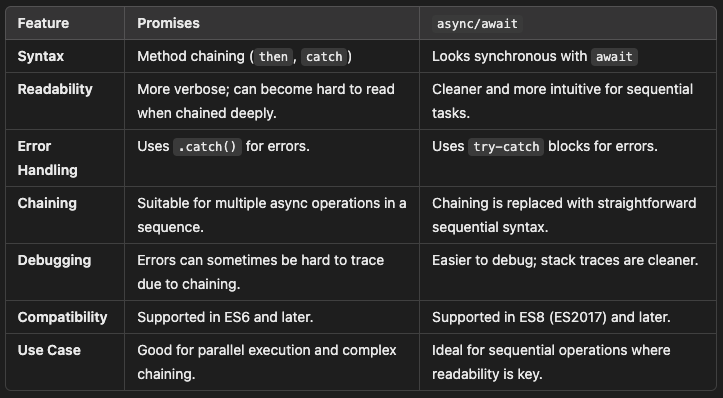 Feature Promises async/await
Syntax Method chaining (then, catch) Looks synchronous with await
Readability More verbose; can become hard to read Cleaner and more intuitive for sequential
when chained deeply. tasks.
Error Uses .catch() for errors. Uses try-catch blocks for errors.
Handling
Chaining Suitable for multiple async operations in a Chaining is replaced with straightforward
sequence. sequential syntax.
Debugging Errors can sometimes be hard to trace Easier to debug; stack traces are cleaner.
due to chaining.
Compatibility Supported in ES6 and later. Supported in ES8 (ES2017) and later.
Use Case Good for parallel execution and complex Ideal for sequential operations where
chaining. readability is key.